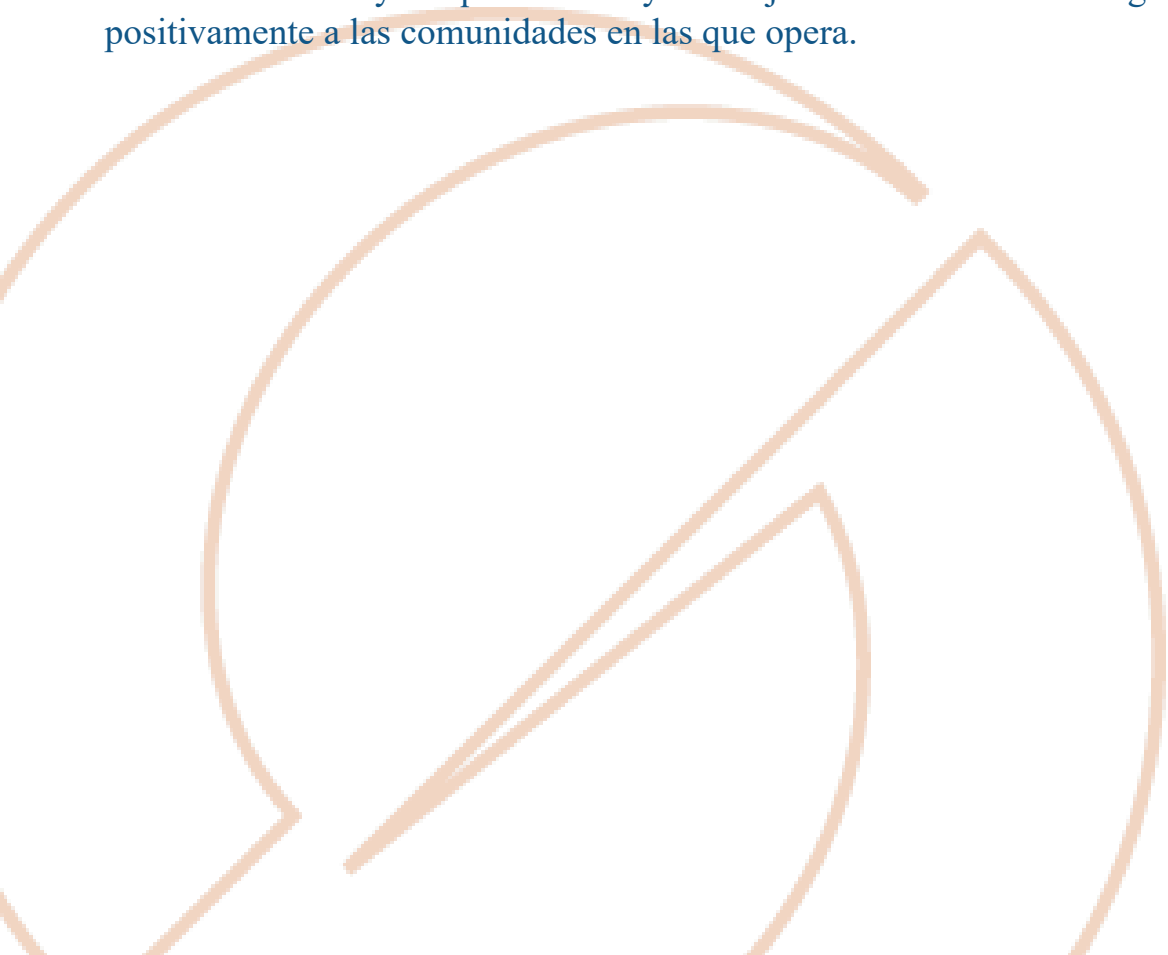 positivamente a las comunidades en las que opera.